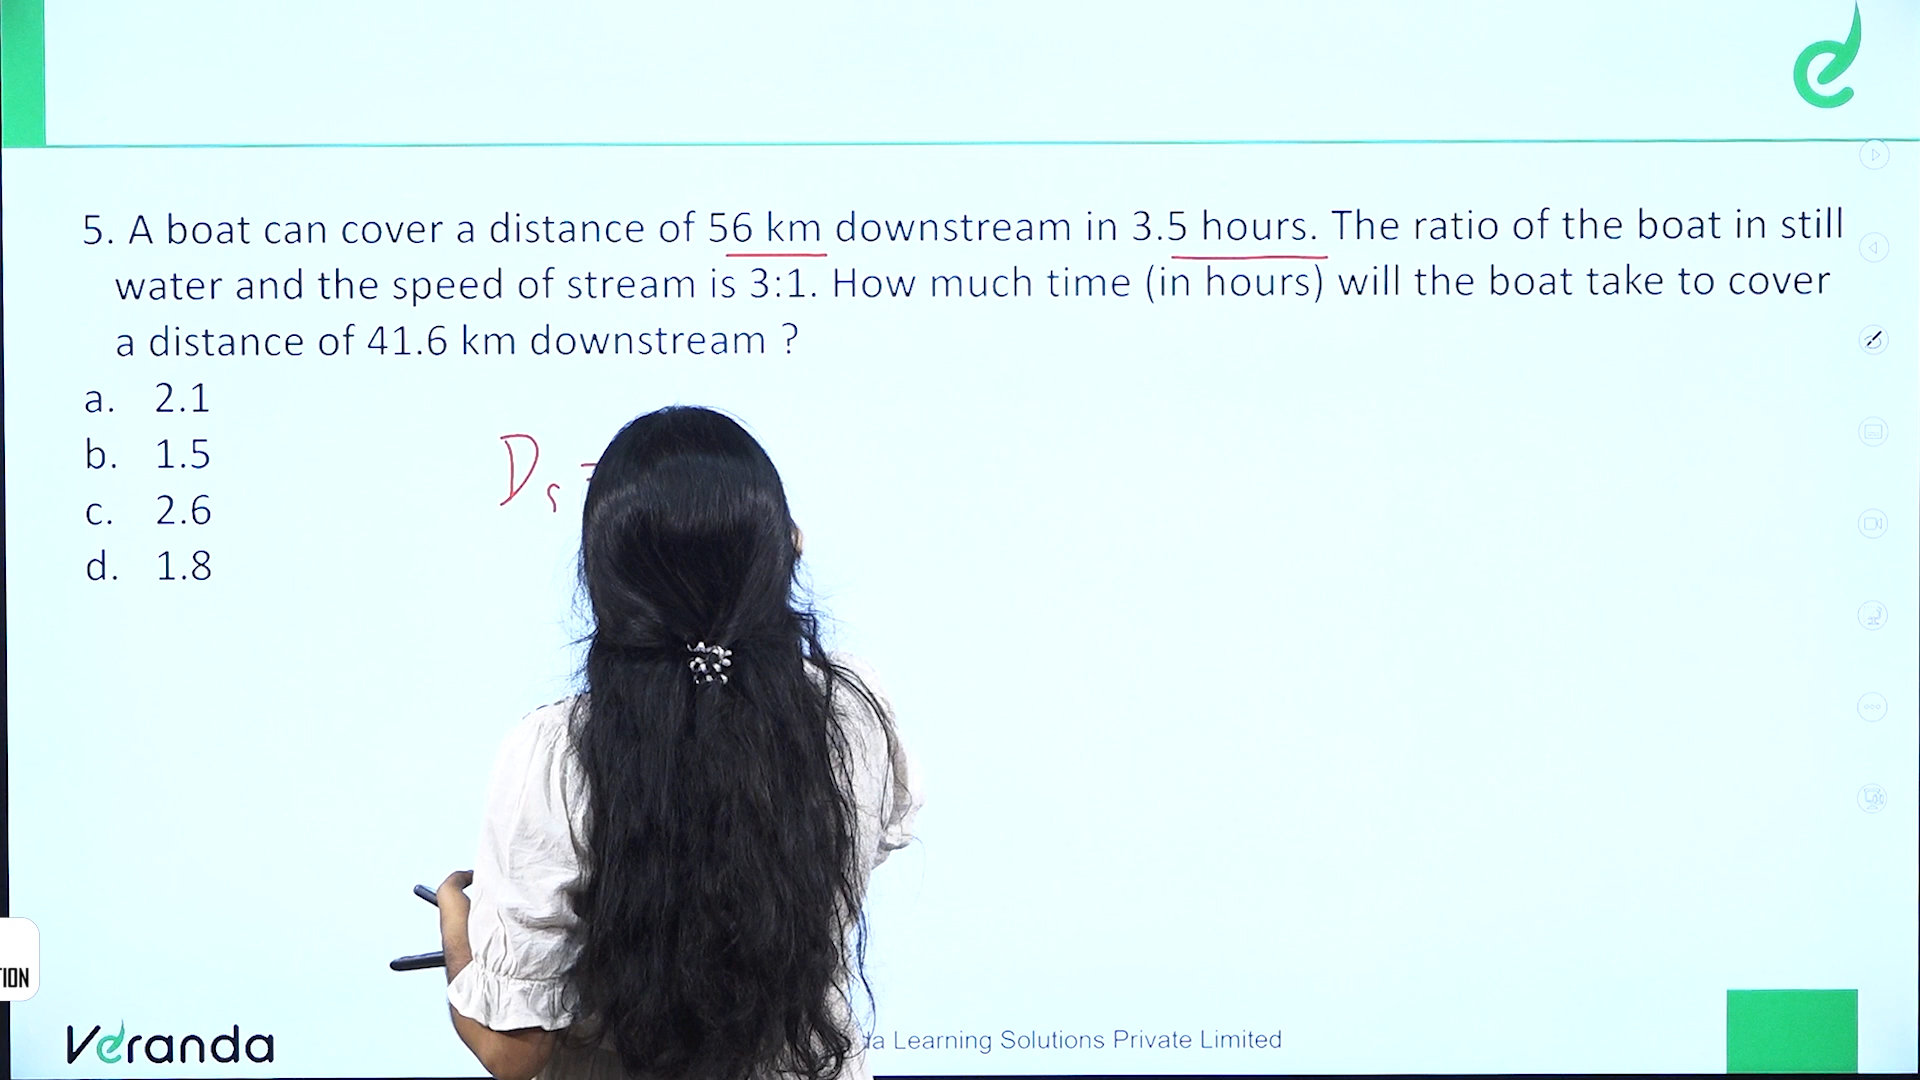 5. A boat can cover a distance of 56 km downstream in 3.5 hours. The ratio of the boat in still
water and the speed of stream is 3:1. How much time (in hours) will the boat take to cover
a distance of 41.6 km downstream ?
a. 2.1
b. 1.5
c. 2.6
d. 1.8
Ds =
Veranda
Learning Solutions Private Limited